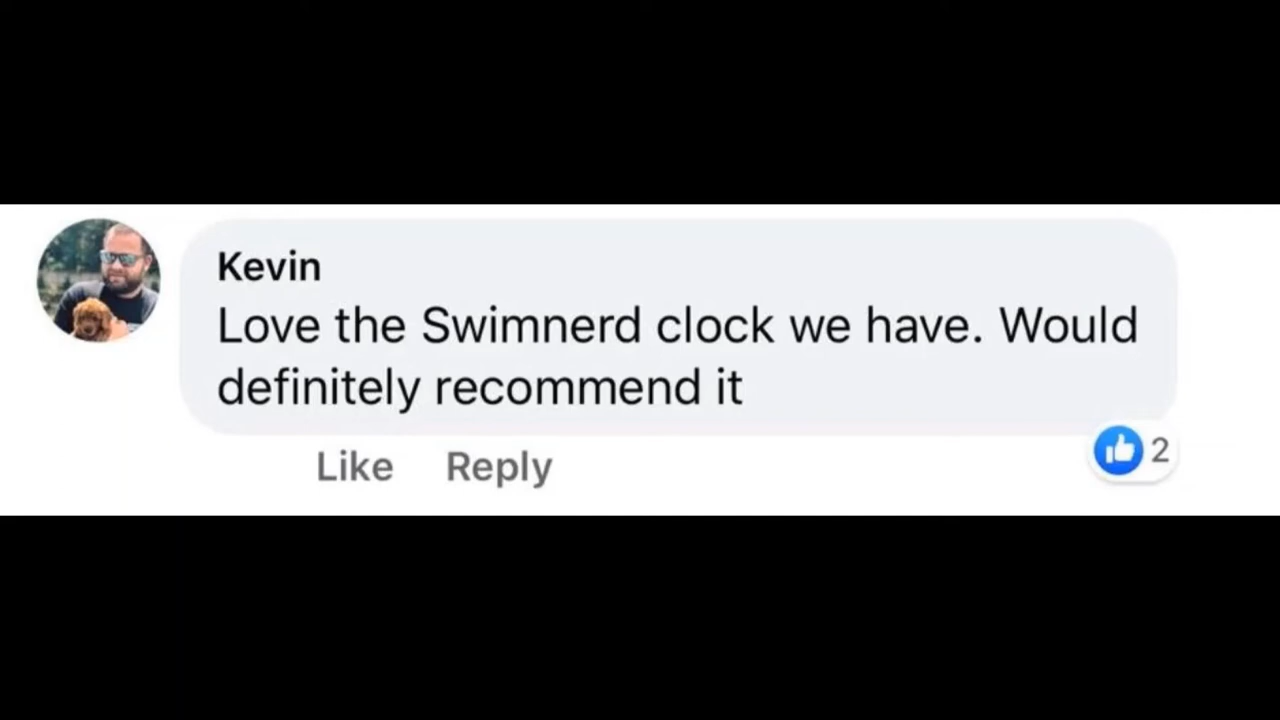 Kevin
Love the Swimnerd clock we have. Would
definitely recommend it
Like Reply 2